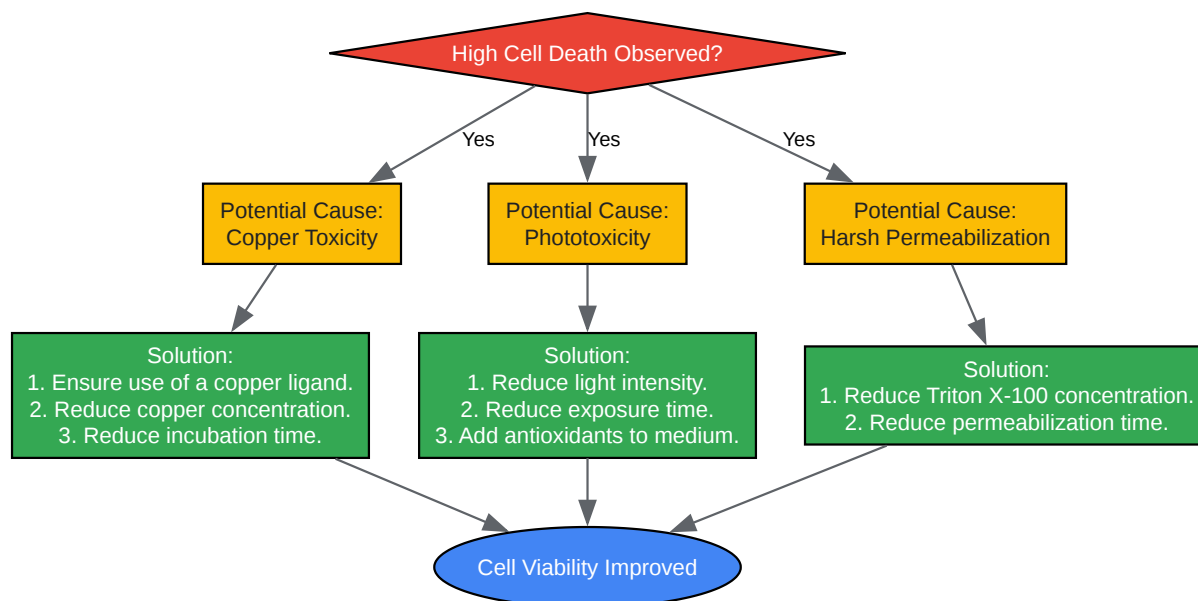 High Cell Death Observed?
Yes
Yes
Yes
Potential Cause:
Copper Toxicity
Potential Cause:
Phototoxicity
Potential Cause:
Harsh Permeabilization
Solution:
1. Ensure use of a copper ligand.
2. Reduce copper concentration.
3. Reduce incubation time.
Solution:
1. Reduce light intensity.
2. Reduce exposure time.
3. Add antioxidants to medium.
Solution:
1. Reduce Triton X-100 concentration.
2. Reduce permeabilization time.
Cell Viability Improved